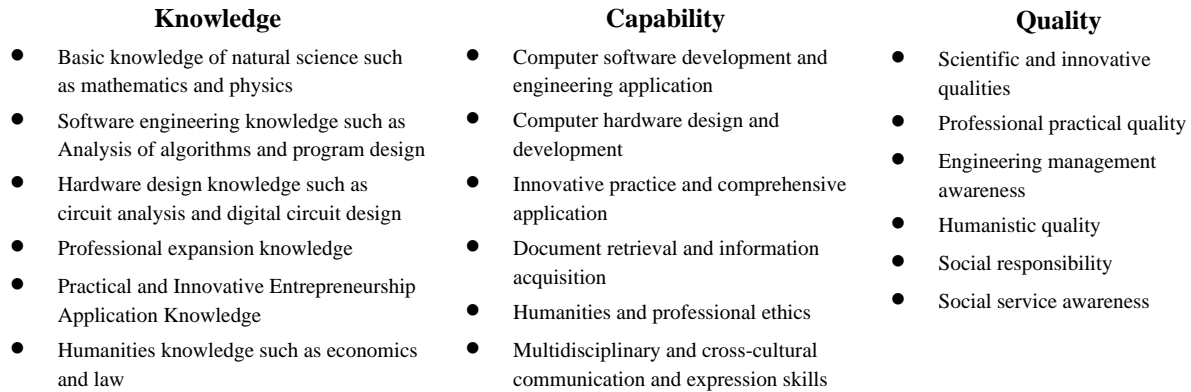 Knowledge
● Basic knowledge of natural science such
as mathematics and physics
● Software engineering knowledge such as
Analysis of algorithms and program design
● Hardware design knowledge such as
circuit analysis and digital circuit design
● Professional expansion knowledge
● Practical and Innovative Entrepreneurship
Application Knowledge
● Humanities knowledge such as economics
and law
Capability
● Computer software development and
engineering application
● Computer hardware design and
development
● Innovative practice and comprehensive
application
● Document retrieval and information
acquisition
● Humanities and professional ethics
● Multidisciplinary and cross-cultural
communication and expression skills
Quality
● Scientific and innovative
qualities
● Professional practical quality
● Engineering management
awareness
● Humanistic quality
● Social responsibility
● Social service awareness